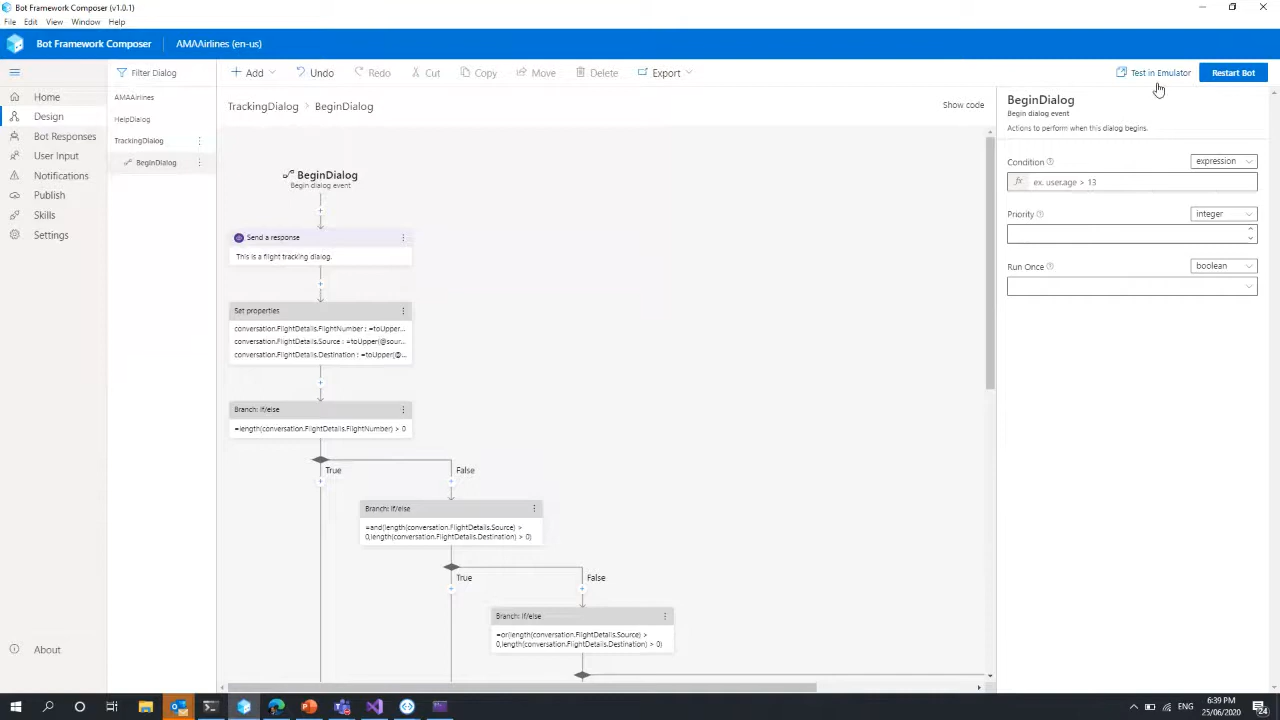 Bot Framework Composer (v1.0.1)
File Edit View Window Help
Bot Framework Composer AMAAirlines (en-us)
Filter Dialog
Add Undo Redo Cut Copy Move Delete Export
Test in Emulator
Restart Bot
Home
Design
Bot Responses
User Input
Notifications
Publish
Skills
Settings
About
AMAAirlines
HelpDialog
TrackingDialog
BeginDialog
TrackingDialog > BeginDialog
Show code
BeginDialog
Begin dialog event
Send a response
This is a flight tracking dialog.
Set properties
conversation.FlightDetails.FlightNumber : =toUpper...
conversation.FlightDetails.Source : =toUpper(@sour...
conversation.FlightDetails.Destination : =toUpper(@...
Branch: If/else
=length(conversation.FlightDetails.FlightNumber) > 0
True
False
Branch: If/else
=and(length(conversation.FlightDetails.Source) >
0,length(conversation.FlightDetails.Destination) > 0)
True
False
Branch: If/else
=or(length(conversation.FlightDetails.Source) >
0,length(conversation.FlightDetails.Destination) > 0)
BeginDialog
Begin dialog event
Actions to perform when this dialog begins.
Condition
expression
fx ex. user.age > 13
Priority
integer
Run Once
boolean
ENG
6:39 PM
25/06/2020
24